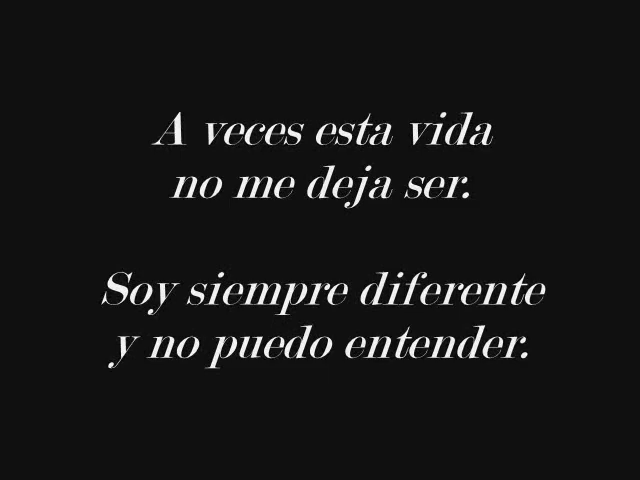 A veces esta vida
no me deja ser.
Soy siempre diferente
y no puedo entender.